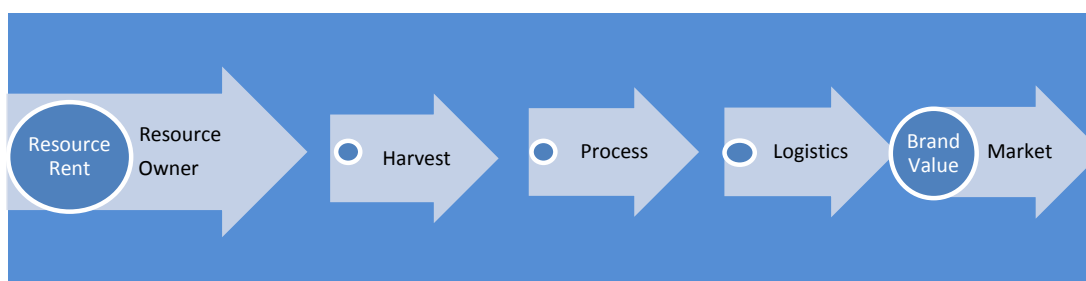 Resource
Rent
Resource
Owner
Harvest
Process
Logistics
Brand
Value
Market